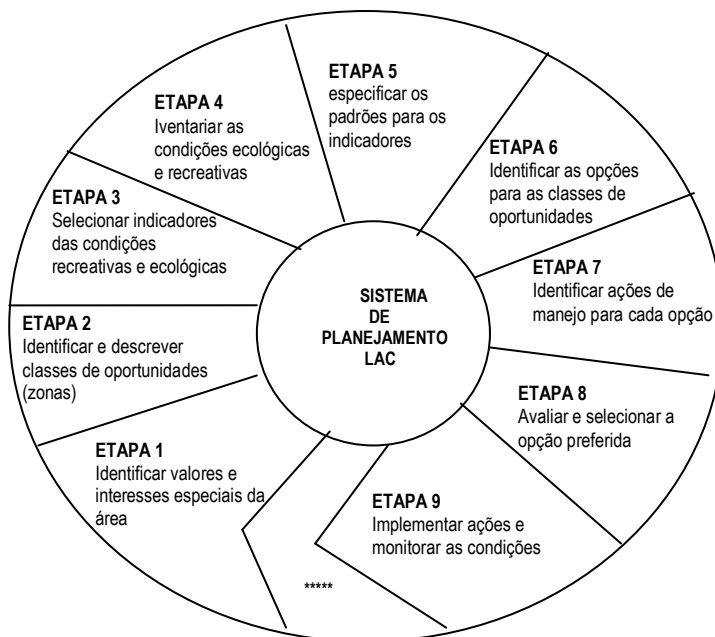 ETAPA 5
especificar os
padrões para os
indicadores
ETAPA 4
Iventariar as
condições ecológicas
e recreativas
ETAPA 6
Identificar as opções
para as classes de
oportunidades
ETAPA 3
Selecionar indicadores
das condições
recreativas e ecológicas
ETAPA 7
Identificar ações de
manejo para cada opção
SISTEMA
DE
PLANEJAMENTO
LAC
ETAPA 2
Identificar e descrever
classes de oportunidades
(zonas)
ETAPA 8
Avaliar e selecionar a
opção preferida
ETAPA 1
Identificar valores e
interesses especiais da
área
ETAPA 9
Implementar ações e
monitorar as condições
*****